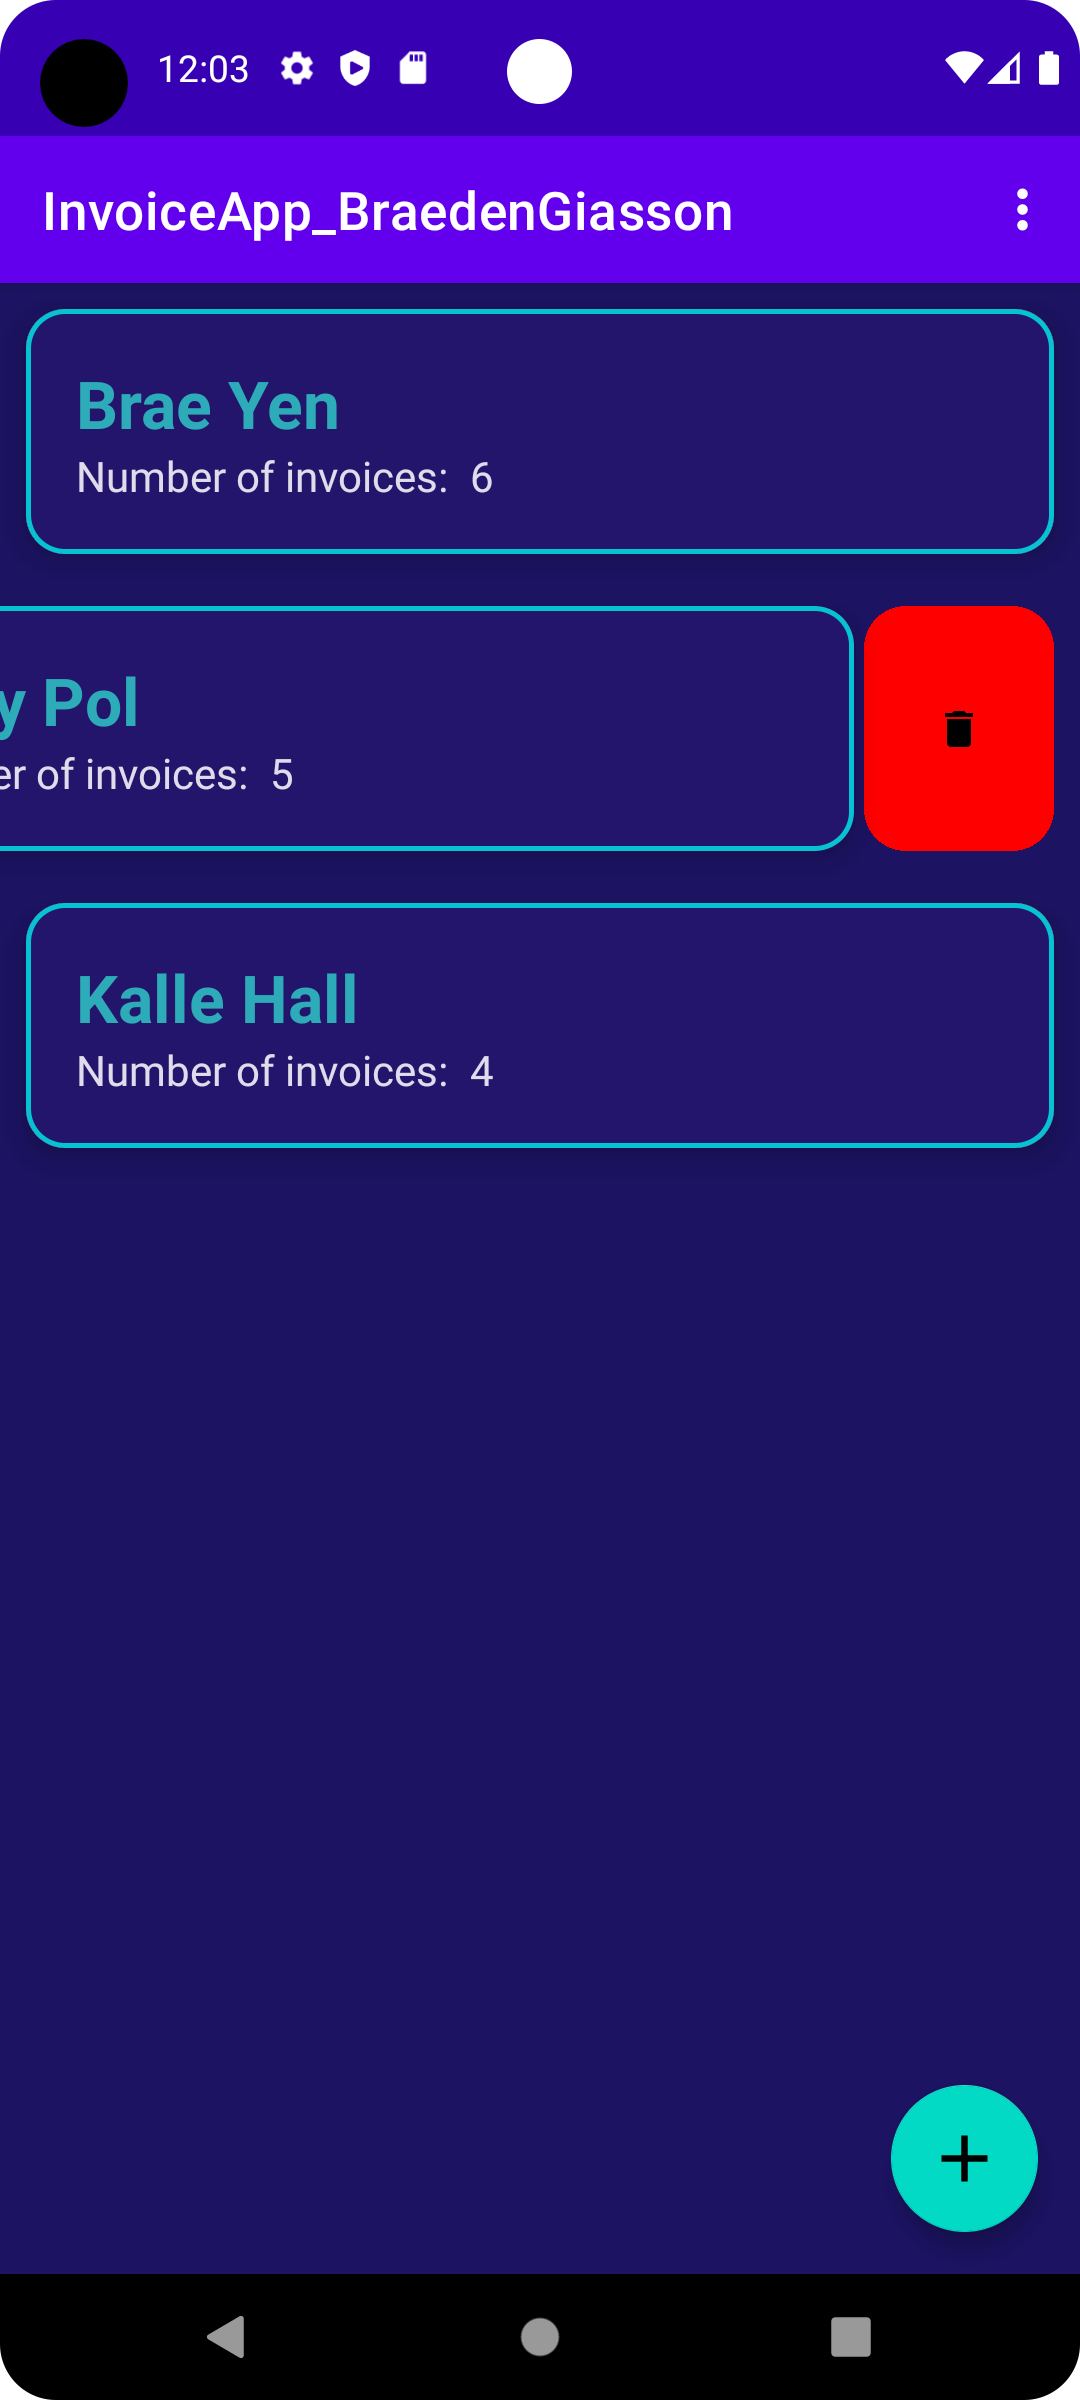 12:03
InvoiceApp_BraedenGiasson
Brae Yen
Number of invoices: 6
y Pol
er of invoices: 5
Kalle Hall
Number of invoices: 4